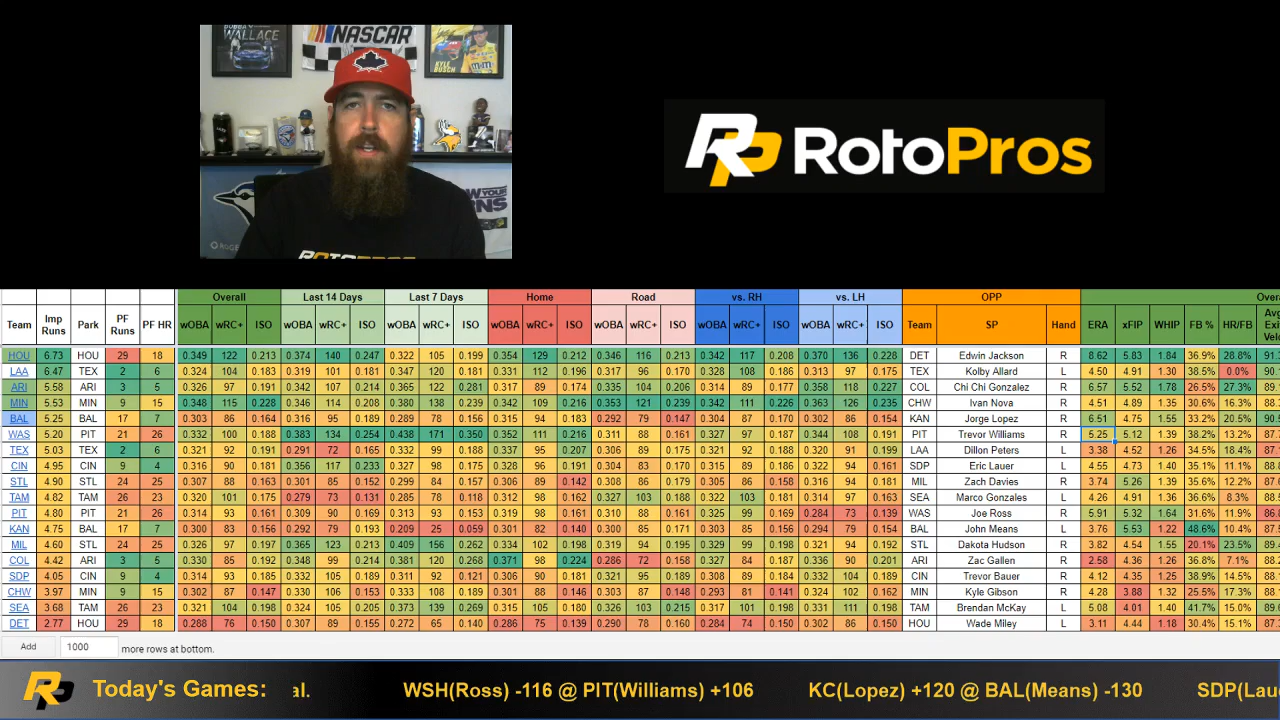 BUBBA
WALLACE
NASCAR
KYLE
BUSCH
ROTOPROS
RP RotoPros
Overall Last 14 Days Last 7 Days Home Road vs. RH vs. LH OPP
Team Imp Runs Park PF Runs PF HR wOBA wRC+ ISO wOBA wRC+ ISO wOBA wRC+ ISO wOBA wRC+ ISO wOBA wRC+ ISO wOBA wRC+ ISO wOBA wRC+ ISO Team SP Hand ERA xFIP WHIP FB % HR/FB
HOU 6.73 HOU 29 18 0.349 122 0.213 0.374 140 0.247 0.322 105 0.199 0.354 129 0.212 0.346 116 0.213 0.342 117 0.208 0.370 136 0.228 DET Edwin Jackson R 8.62 5.83 1.84 36.9% 28.8%
LAA 6.47 TEX 2 6 0.324 104 0.183 0.319 101 0.181 0.347 120 0.181 0.331 112 0.196 0.317 96 0.170 0.328 108 0.186 0.313 97 0.175 TEX Kolby Allard L 4.50 4.91 1.30 38.5% 0.0%
ARI 5.58 ARI 3 5 0.326 97 0.191 0.342 107 0.214 0.365 122 0.281 0.317 89 0.174 0.335 104 0.206 0.314 89 0.177 0.358 118 0.227 COL Chi Chi Gonzalez R 6.57 5.52 1.78 26.5% 27.3%
MIN 5.53 MIN 9 15 0.348 115 0.228 0.334 107 0.216 0.380 138 0.239 0.342 109 0.216 0.353 121 0.239 0.342 111 0.226 0.363 126 0.235 CHW Ivan Nova R 4.51 4.89 1.35 30.6% 16.3%
BAL 5.25 BAL 17 7 0.303 86 0.164 0.316 95 0.189 0.289 78 0.156 0.315 94 0.183 0.292 79 0.147 0.304 87 0.170 0.302 86 0.154 KAN Jorge Lopez R 6.51 4.75 1.48 33.2% 20.5%
WAS 5.20 PIT 21 26 0.332 100 0.188 0.383 134 0.254 0.438 171 0.350 0.352 111 0.216 0.311 88 0.161 0.327 97 0.187 0.344 108 0.191 PIT Trevor Williams R 5.25 5.12 1.39 38.2% 13.2%
TEX 5.03 TEX 2 6 0.321 92 0.191 0.291 72 0.165 0.332 99 0.188 0.337 95 0.207 0.306 89 0.175 0.321 92 0.188 0.320 91 0.199 LAA Dillon Peters L 3.38 4.52 1.26 34.5% 18.4%
CIN 4.95 CIN 9 4 0.316 90 0.181 0.356 117 0.233 0.327 98 0.185 0.328 96 0.191 0.304 83 0.170 0.315 89 0.186 0.322 94 0.161 SDP Eric Lauer L 4.55 4.73 1.40 35.1% 11.1%
STL 4.90 STL 24 25 0.307 88 0.163 0.301 85 0.152 0.299 84 0.157 0.306 88 0.142 0.308 86 0.179 0.305 86 0.158 0.316 94 0.181 MIL Zach Davies R 3.74 5.26 1.39 35.6% 12.2%
TAM 4.82 TAM 26 23 0.320 101 0.175 0.279 73 0.131 0.285 78 0.118 0.312 98 0.162 0.327 103 0.188 0.322 103 0.181 0.314 97 0.163 SEA Marco Gonzales L 4.26 4.91 1.36 38.3% 8.3%
PIT 4.82 PIT 21 26 0.314 93 0.161 0.309 90 0.169 0.313 93 0.153 0.319 98 0.161 0.310 88 0.161 0.325 99 0.169 0.284 73 0.139 WAS Joe Ross R 5.91 5.32 1.64 31.6% 11.9%
KAN 4.75 BAL 17 7 0.300 83 0.156 0.292 79 0.193 0.209 25 0.059 0.301 82 0.140 0.300 85 0.171 0.303 85 0.156 0.294 79 0.154 BAL John Means L 3.76 5.53 1.22 48.6% 10.4%
MIL 4.60 STL 24 25 0.326 97 0.197 0.365 123 0.213 0.409 156 0.262 0.334 102 0.198 0.319 94 0.195 0.329 99 0.198 0.321 94 0.192 STL Dakota Hudson R 3.82 4.54 1.55 20.1% 23.5%
COL 4.42 ARI 3 5 0.330 85 0.192 0.348 99 0.214 0.381 120 0.268 0.371 98 0.224 0.286 72 0.158 0.327 84 0.187 0.336 90 0.201 ARI Zac Gallen R 2.58 4.36 1.26 36.8% 7.1%
SDP 4.05 CIN 9 4 0.314 93 0.185 0.332 105 0.189 0.311 92 0.121 0.306 90 0.180 0.321 95 0.189 0.308 89 0.184 0.332 104 0.189 CIN Trevor Bauer R 4.12 4.35 1.25 38.9% 14.5%
CHW 3.97 MIN 9 15 0.302 87 0.147 0.330 106 0.153 0.333 108 0.189 0.301 88 0.146 0.303 87 0.148 0.293 81 0.141 0.324 102 0.162 MIN Kyle Gibson R 4.28 3.88 1.32 25.5% 17.3%
SEA 3.68 TAM 26 23 0.321 104 0.198 0.324 105 0.205 0.373 139 0.269 0.315 105 0.180 0.326 103 0.215 0.317 101 0.198 0.331 111 0.198 TAM Brendan McKay L 5.08 4.01 1.40 41.7% 15.0%
DET 2.77 HOU 29 18 0.288 76 0.150 0.307 89 0.155 0.272 65 0.140 0.286 75 0.140 0.290 78 0.160 0.284 74 0.150 0.297 82 0.151 HOU Wade Miley L 3.11 4.44 1.18 30.4% 15.1%
Add 1000 more rows at bottom.
RP Today's Games: al. WSH(Ross) -116 @ PIT(Williams) +106 KC(Lopez) +120 @ BAL(Means) -130 SDP(Lau